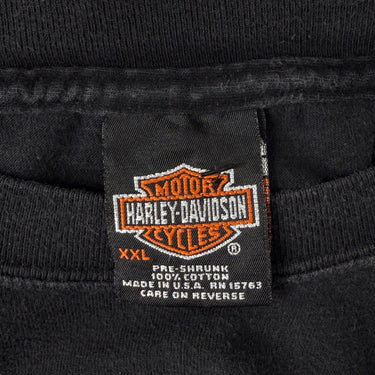 MOTOR
HARLEY-DAVIDSON
CYCLES
®
XXL
PRE-SHRUNK
100% COTTON
MADE IN U.S.A. RN 15763
CARE ON REVERSE